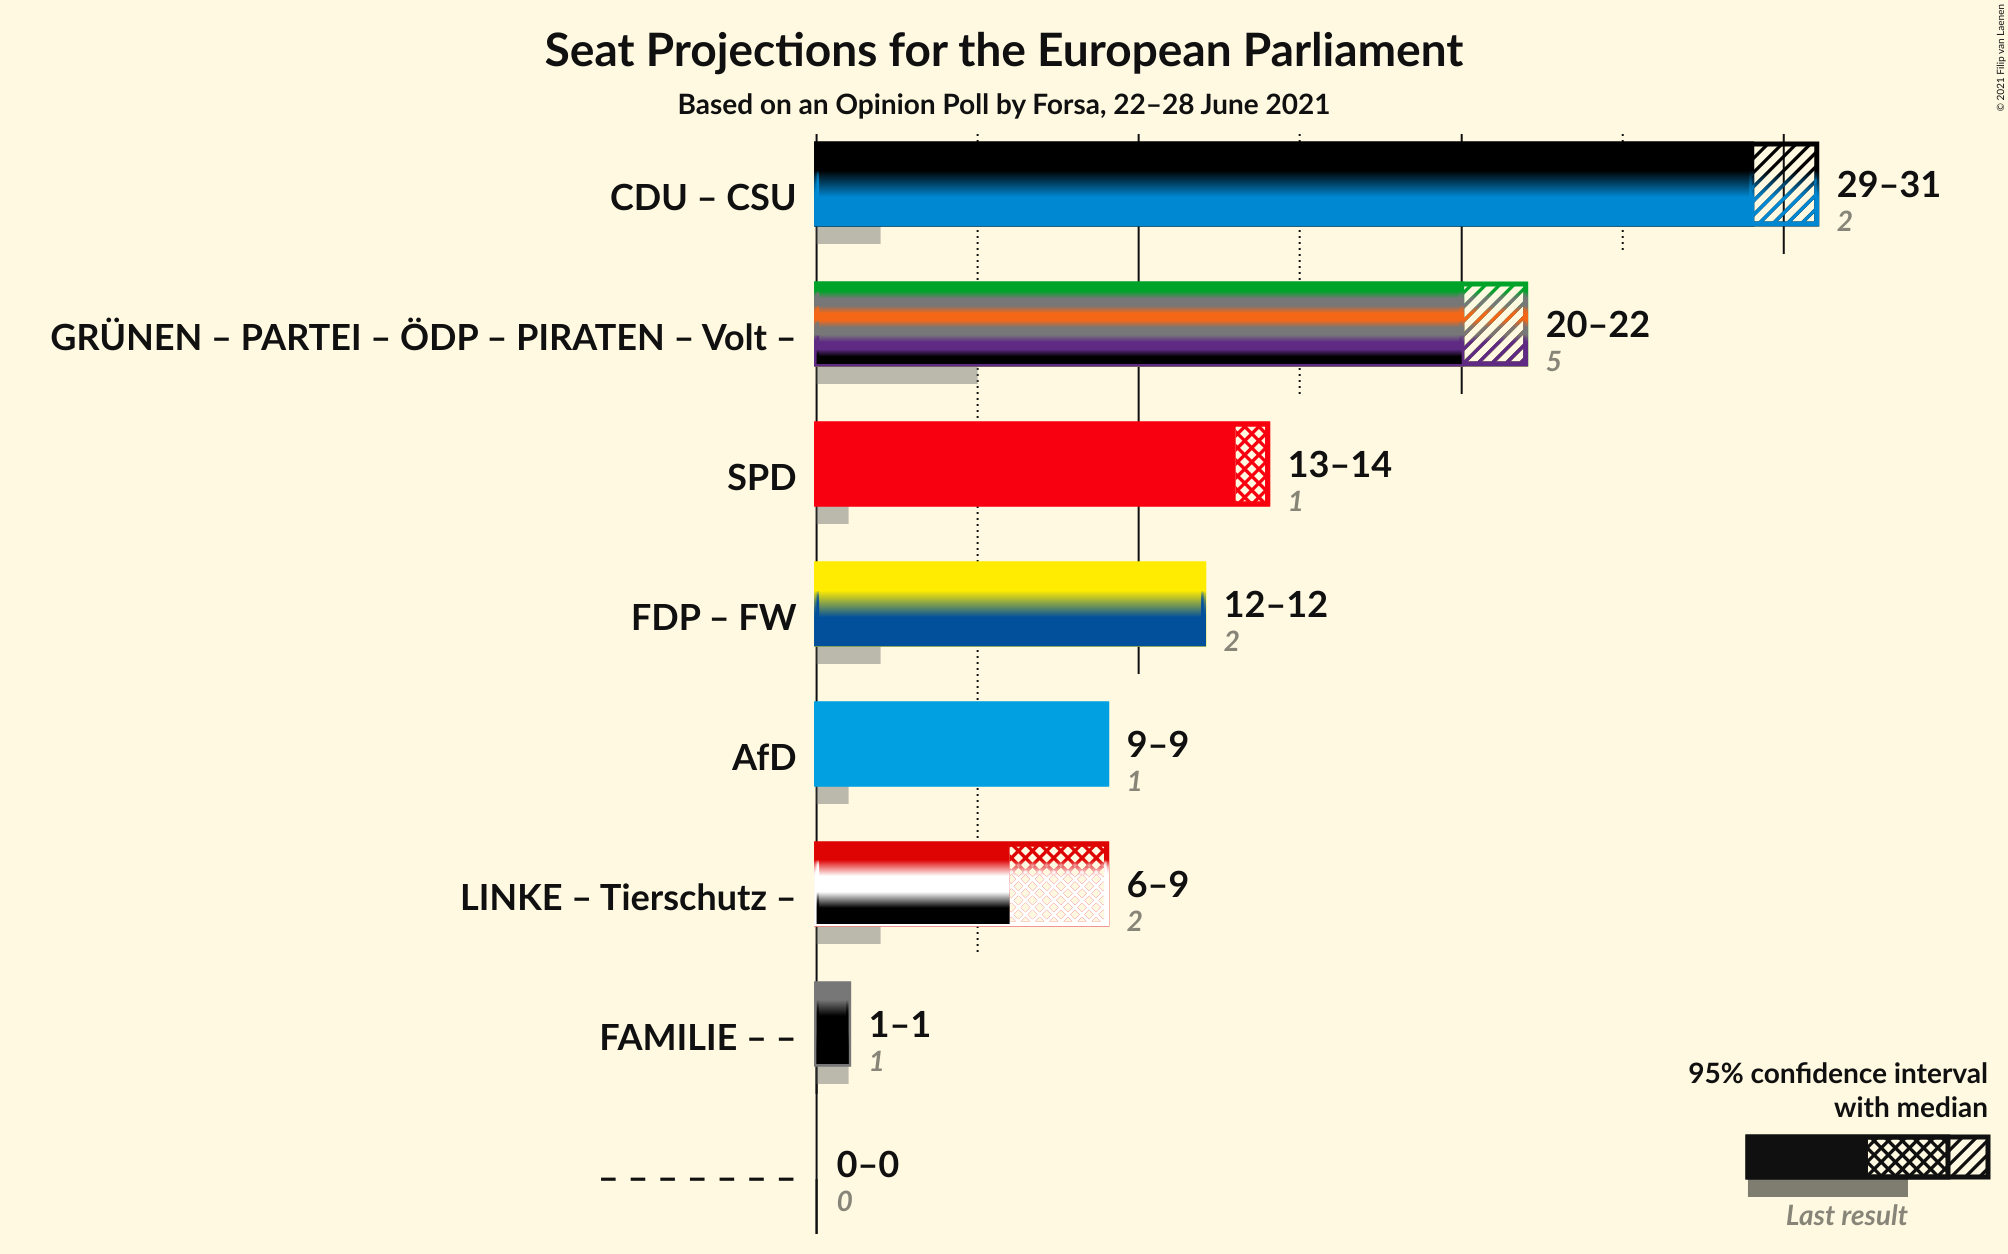 Seat Projections for the European Parliament
Based on an Opinion Poll by Forsa, 22–28 June 2021
© 2021 Filip van Laenen
CDU – CSU
29–31
2
GRÜNEN – PARTEI – ÖDP – PIRATEN – Volt –
20–22
5
SPD
13–14
1
FDP – FW
12–12
2
AfD
9–9
1
LINKE – Tierschutz –
6–9
2
FAMILIE – –
1–1
1
– – – – – – –
0–0
0
95% confidence interval
with median
Last result